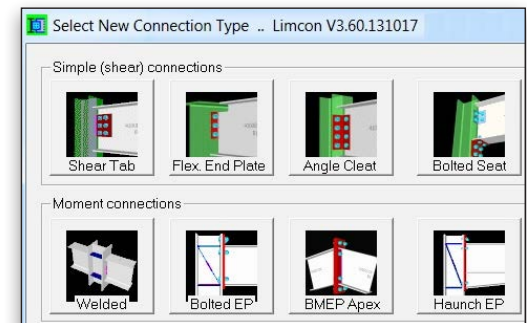 Select New Connection Type .. Limcon V3.60.131017
Simple (shear) connections
Shear Tab
Flex. End Plate
Angle Cleat
Bolted Seat
Moment connections
Welded
Bolted EP
BMEP Apex
Haunch EP